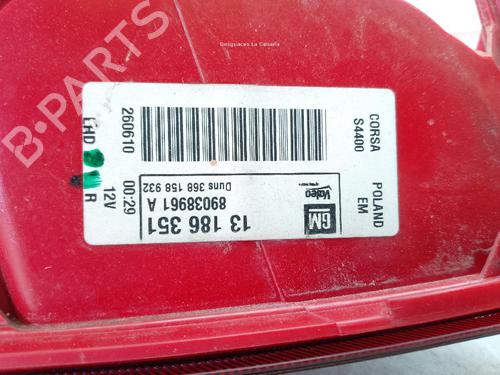 Desguaces La Cabaña
B-PARTS
CORSA
S4400
POLAND
EM
260610
00:29
LHD
R
12V
GM
Valeo
13 186 351
89038961 A
Duns 368 158 932